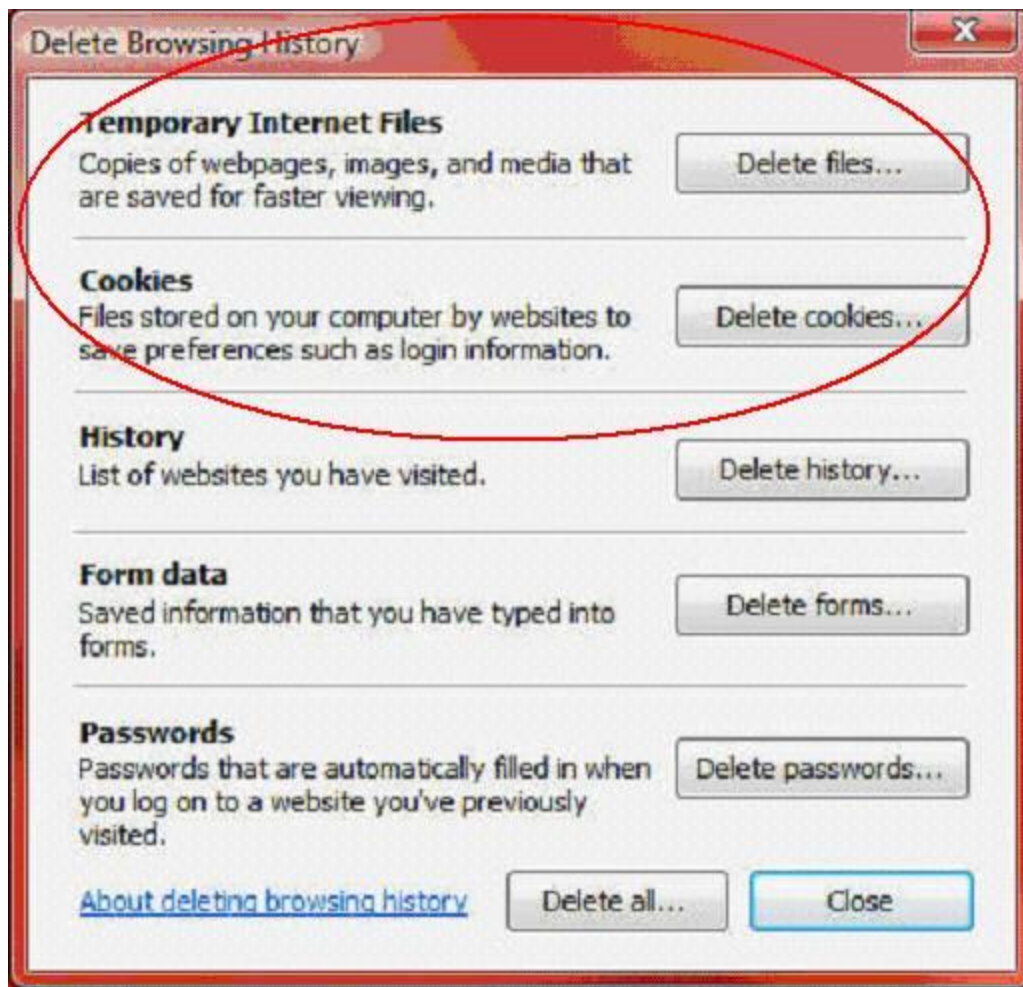 Delete Browsing History
X
Temporary Internet Files
Copies of webpages, images, and media that
are saved for faster viewing.
Delete files...
Cookies
Files stored on your computer by websites to
save preferences such as login information.
Delete cookies...
History
List of websites you have visited.
Delete history...
Form data
Saved information that you have typed into
forms.
Delete forms...
Passwords
Passwords that are automatically filled in when
you log on to a website you've previously
visited.
Delete passwords...
About deleting browsing history
Delete all...
Close